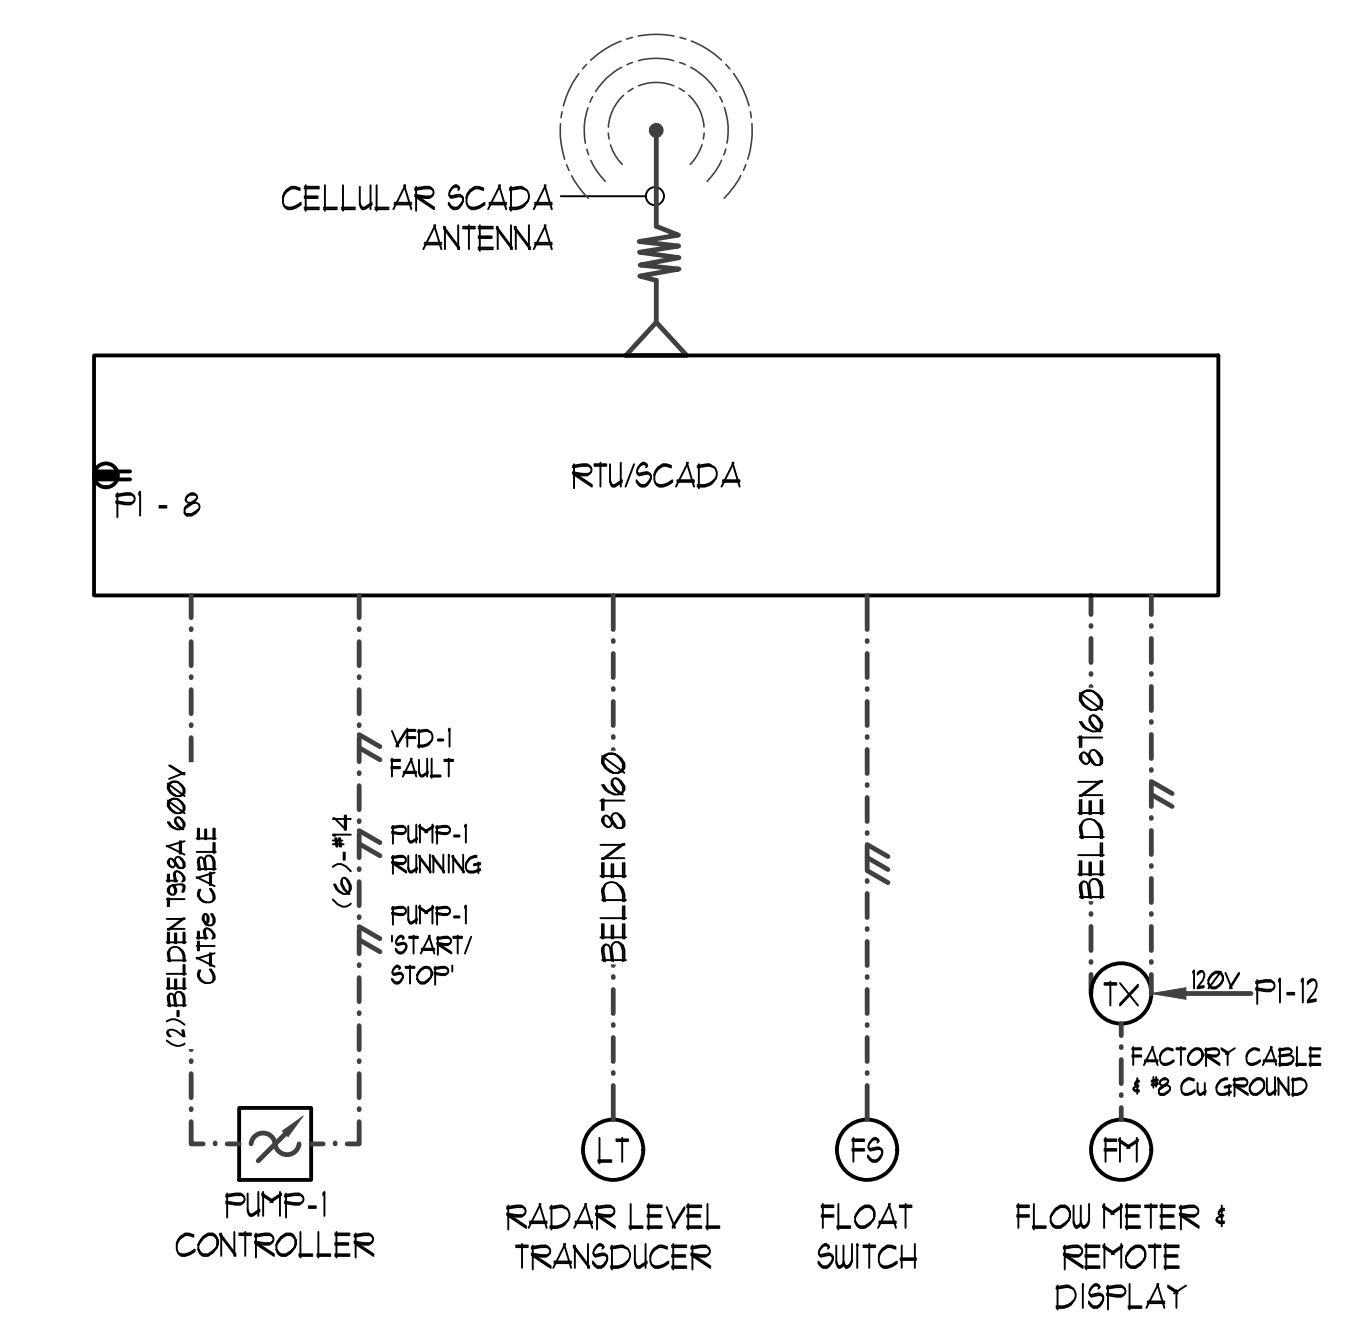 CELLULAR SCADA
ANTENNA
RTU/SCADA
P1 - 8
(2)-BELDEN 7958A 600V
CAT5e CABLE
(6)-#14
VFD-1
FAULT
PUMP-1
RUNNING
PUMP-1
'START/
STOP'
BELDEN 8760
BELDEN 8760
TX
120V
P1-12
FACTORY CABLE
& #8 Cu GROUND
LT
FS
FM
PUMP-1
CONTROLLER
RADAR LEVEL
TRANSDUCER
FLOAT
SWITCH
FLOW METER &
REMOTE
DISPLAY